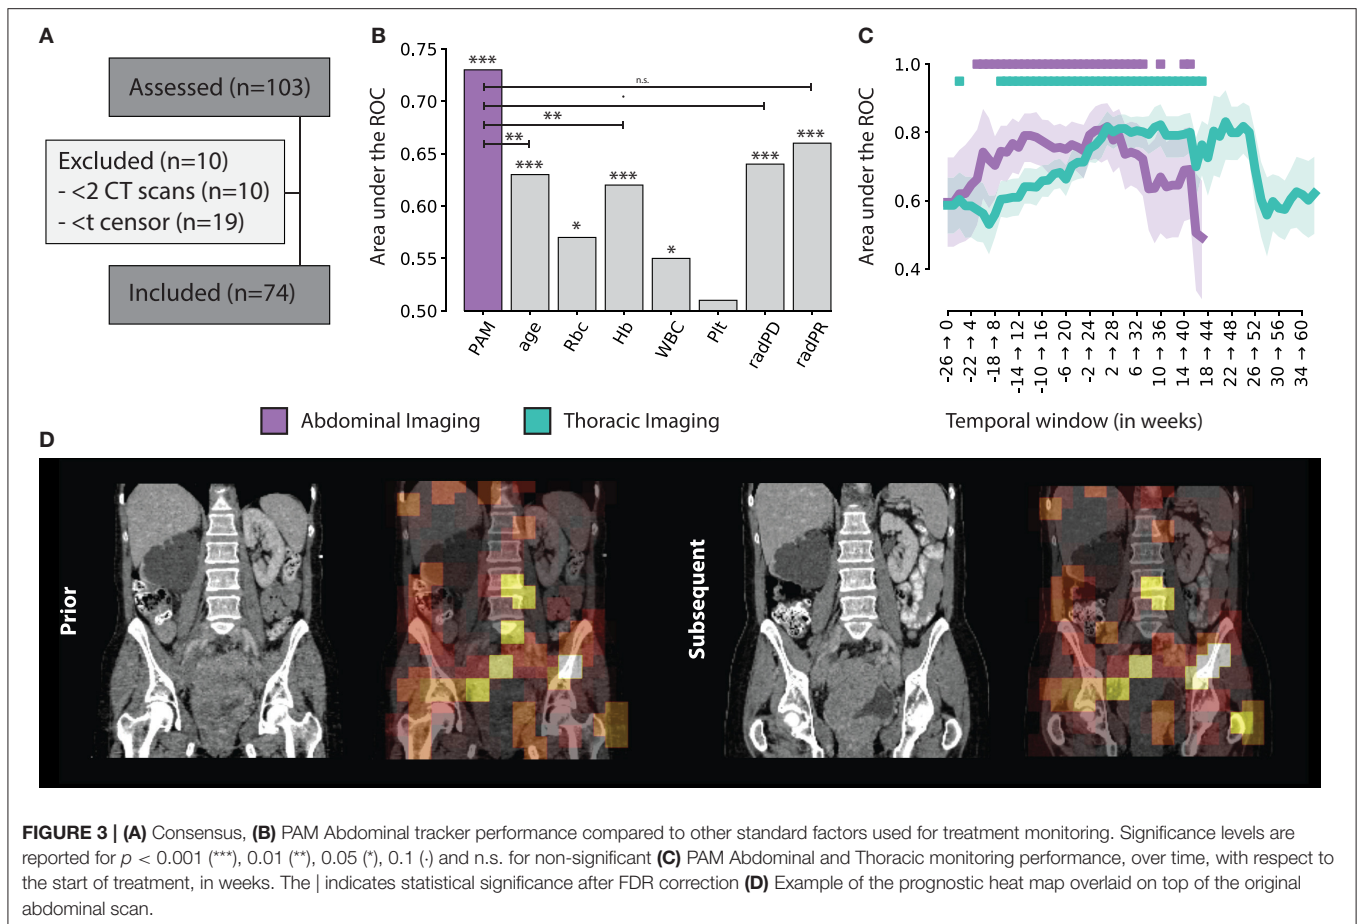 A
Assessed (n=103)
Excluded (n=10)
- <2 CT scans (n=10)
- <t censor (n=19)
Included (n=74)
B
Area under the ROC
0.75
0.70
0.65
0.60
0.55
0.50
***
n.s.
·
**
**
***
*
***
*
***
***
PAM
age
Rbc
Hb
WBC
Plt
radPD
radPR
C
Area under the ROC
1.0
0.8
0.6
0.4
-26 → 0
-22 → 4
-18 → 8
-14 → 12
-10 → 16
-6 → 20
-2 → 24
2 → 28
6 → 32
10 → 36
14 → 40
18 → 44
22 → 48
26 → 52
30 → 56
34 → 60
Temporal window (in weeks)
Abdominal Imaging
Thoracic Imaging
D
Prior
Subsequent
FIGURE 3 | (A) Consensus, (B) PAM Abdominal tracker performance compared to other standard factors used for treatment monitoring. Significance levels are
reported for p < 0.001 (***), 0.01 (**), 0.05 (*), 0.1 (·) and n.s. for non-significant (C) PAM Abdominal and Thoracic monitoring performance, over time, with respect to
the start of treatment, in weeks. The | indicates statistical significance after FDR correction (D) Example of the prognostic heat map overlaid on top of the original
abdominal scan.